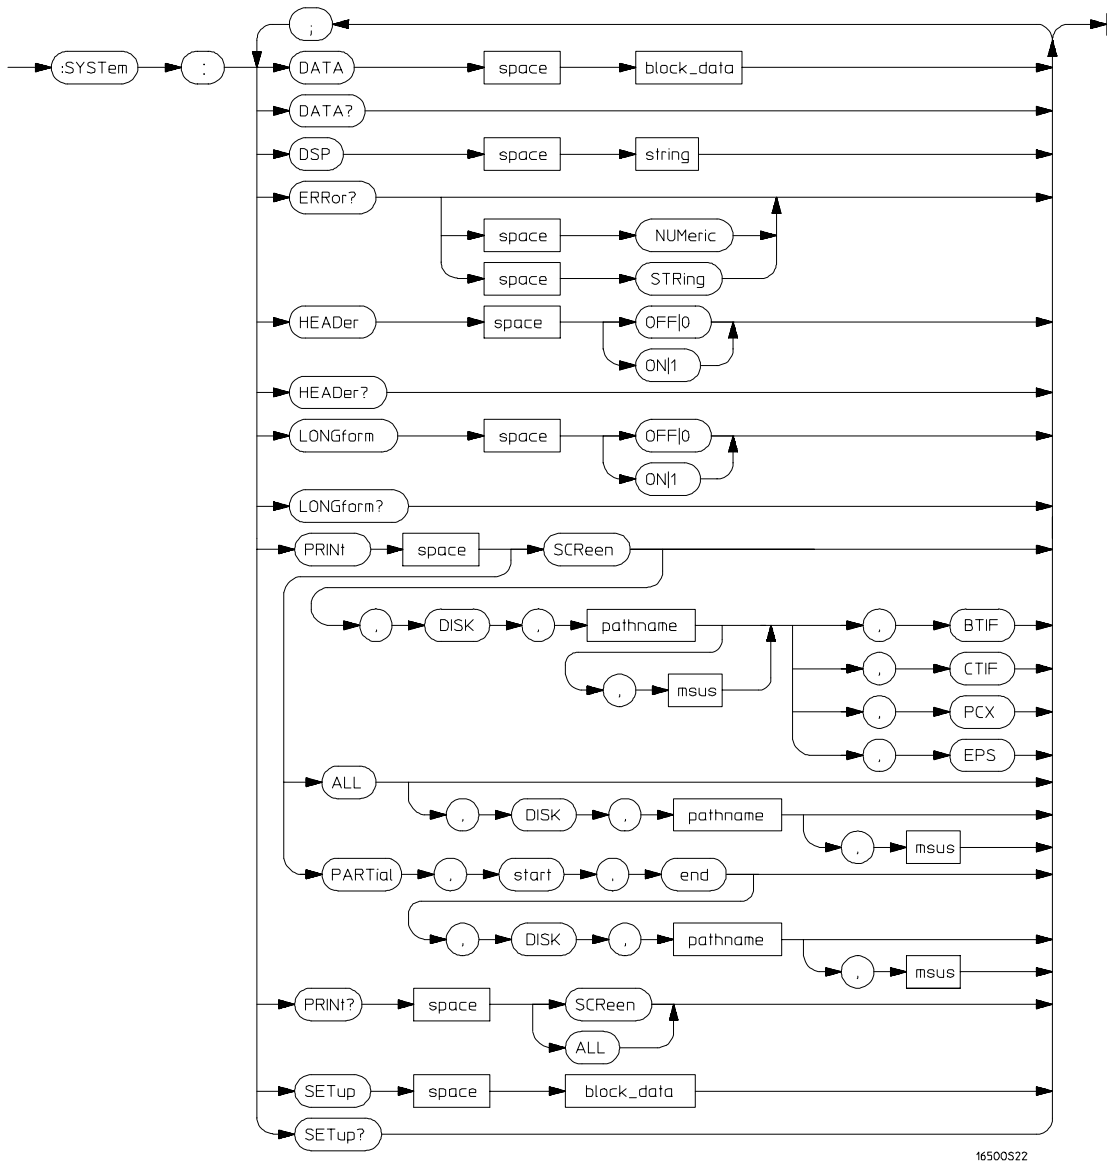 ;
:SYSTem : DATA space block_data
DATA?
DSP space string
ERRor?
space NUMeric
space STRing
HEADer space OFF|0
ON|1
HEADer?
LONGform space OFF|0
ON|1
LONGform?
PRINt space SCReen
, DISK , pathname , BTIF
, msus , CTIF
, PCX
, EPS
ALL
, DISK , pathname
, msus
PARTial , start , end
, DISK , pathname
, msus
PRINt? space SCReen
ALL
SETup space block_data
SETup?
16500S22